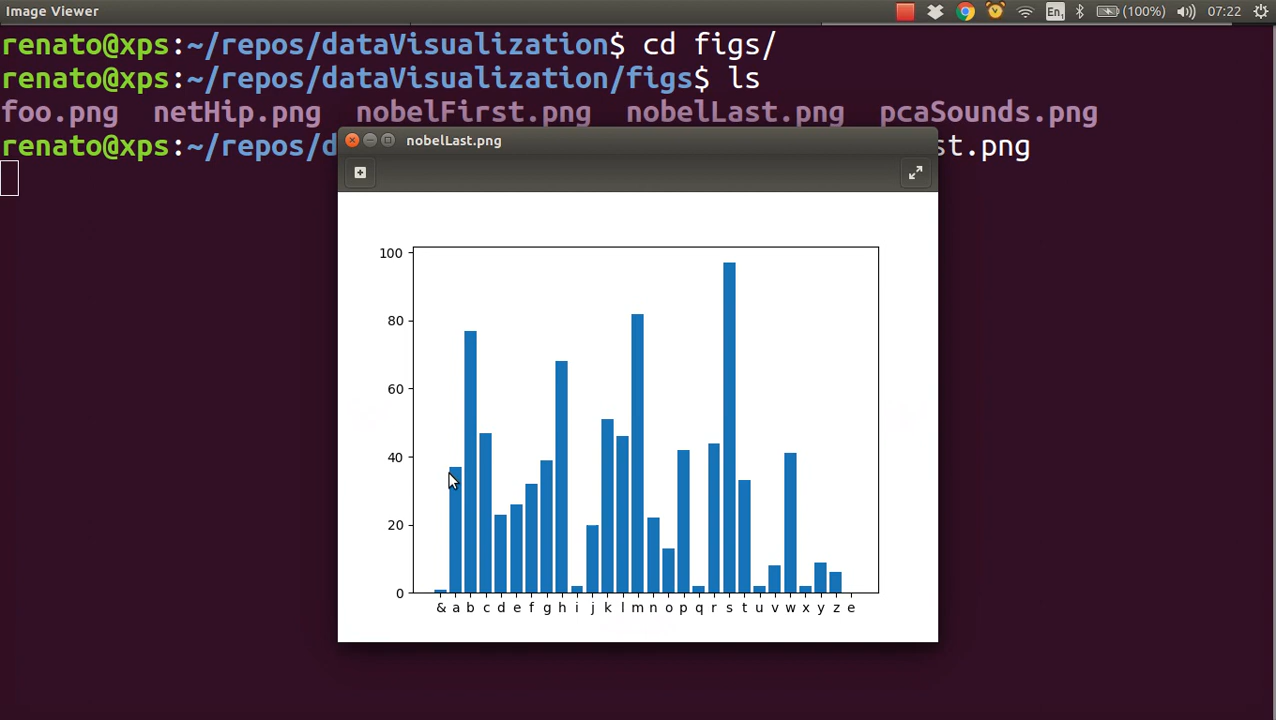 Image Viewer
En1 (100%) 07:22
renato@xps:~/repos/dataVisualization$ cd figs/
renato@xps:~/repos/dataVisualization/figs$ ls
foo.png netHip.png nobelFirst.png nobelLast.png pcaSounds.png
renato@xps:~/repos/d st.png
nobelLast.png
100
80
60
40
20
0
& a b c d e f g h i j k l m n o p q r s t u v w x y z e